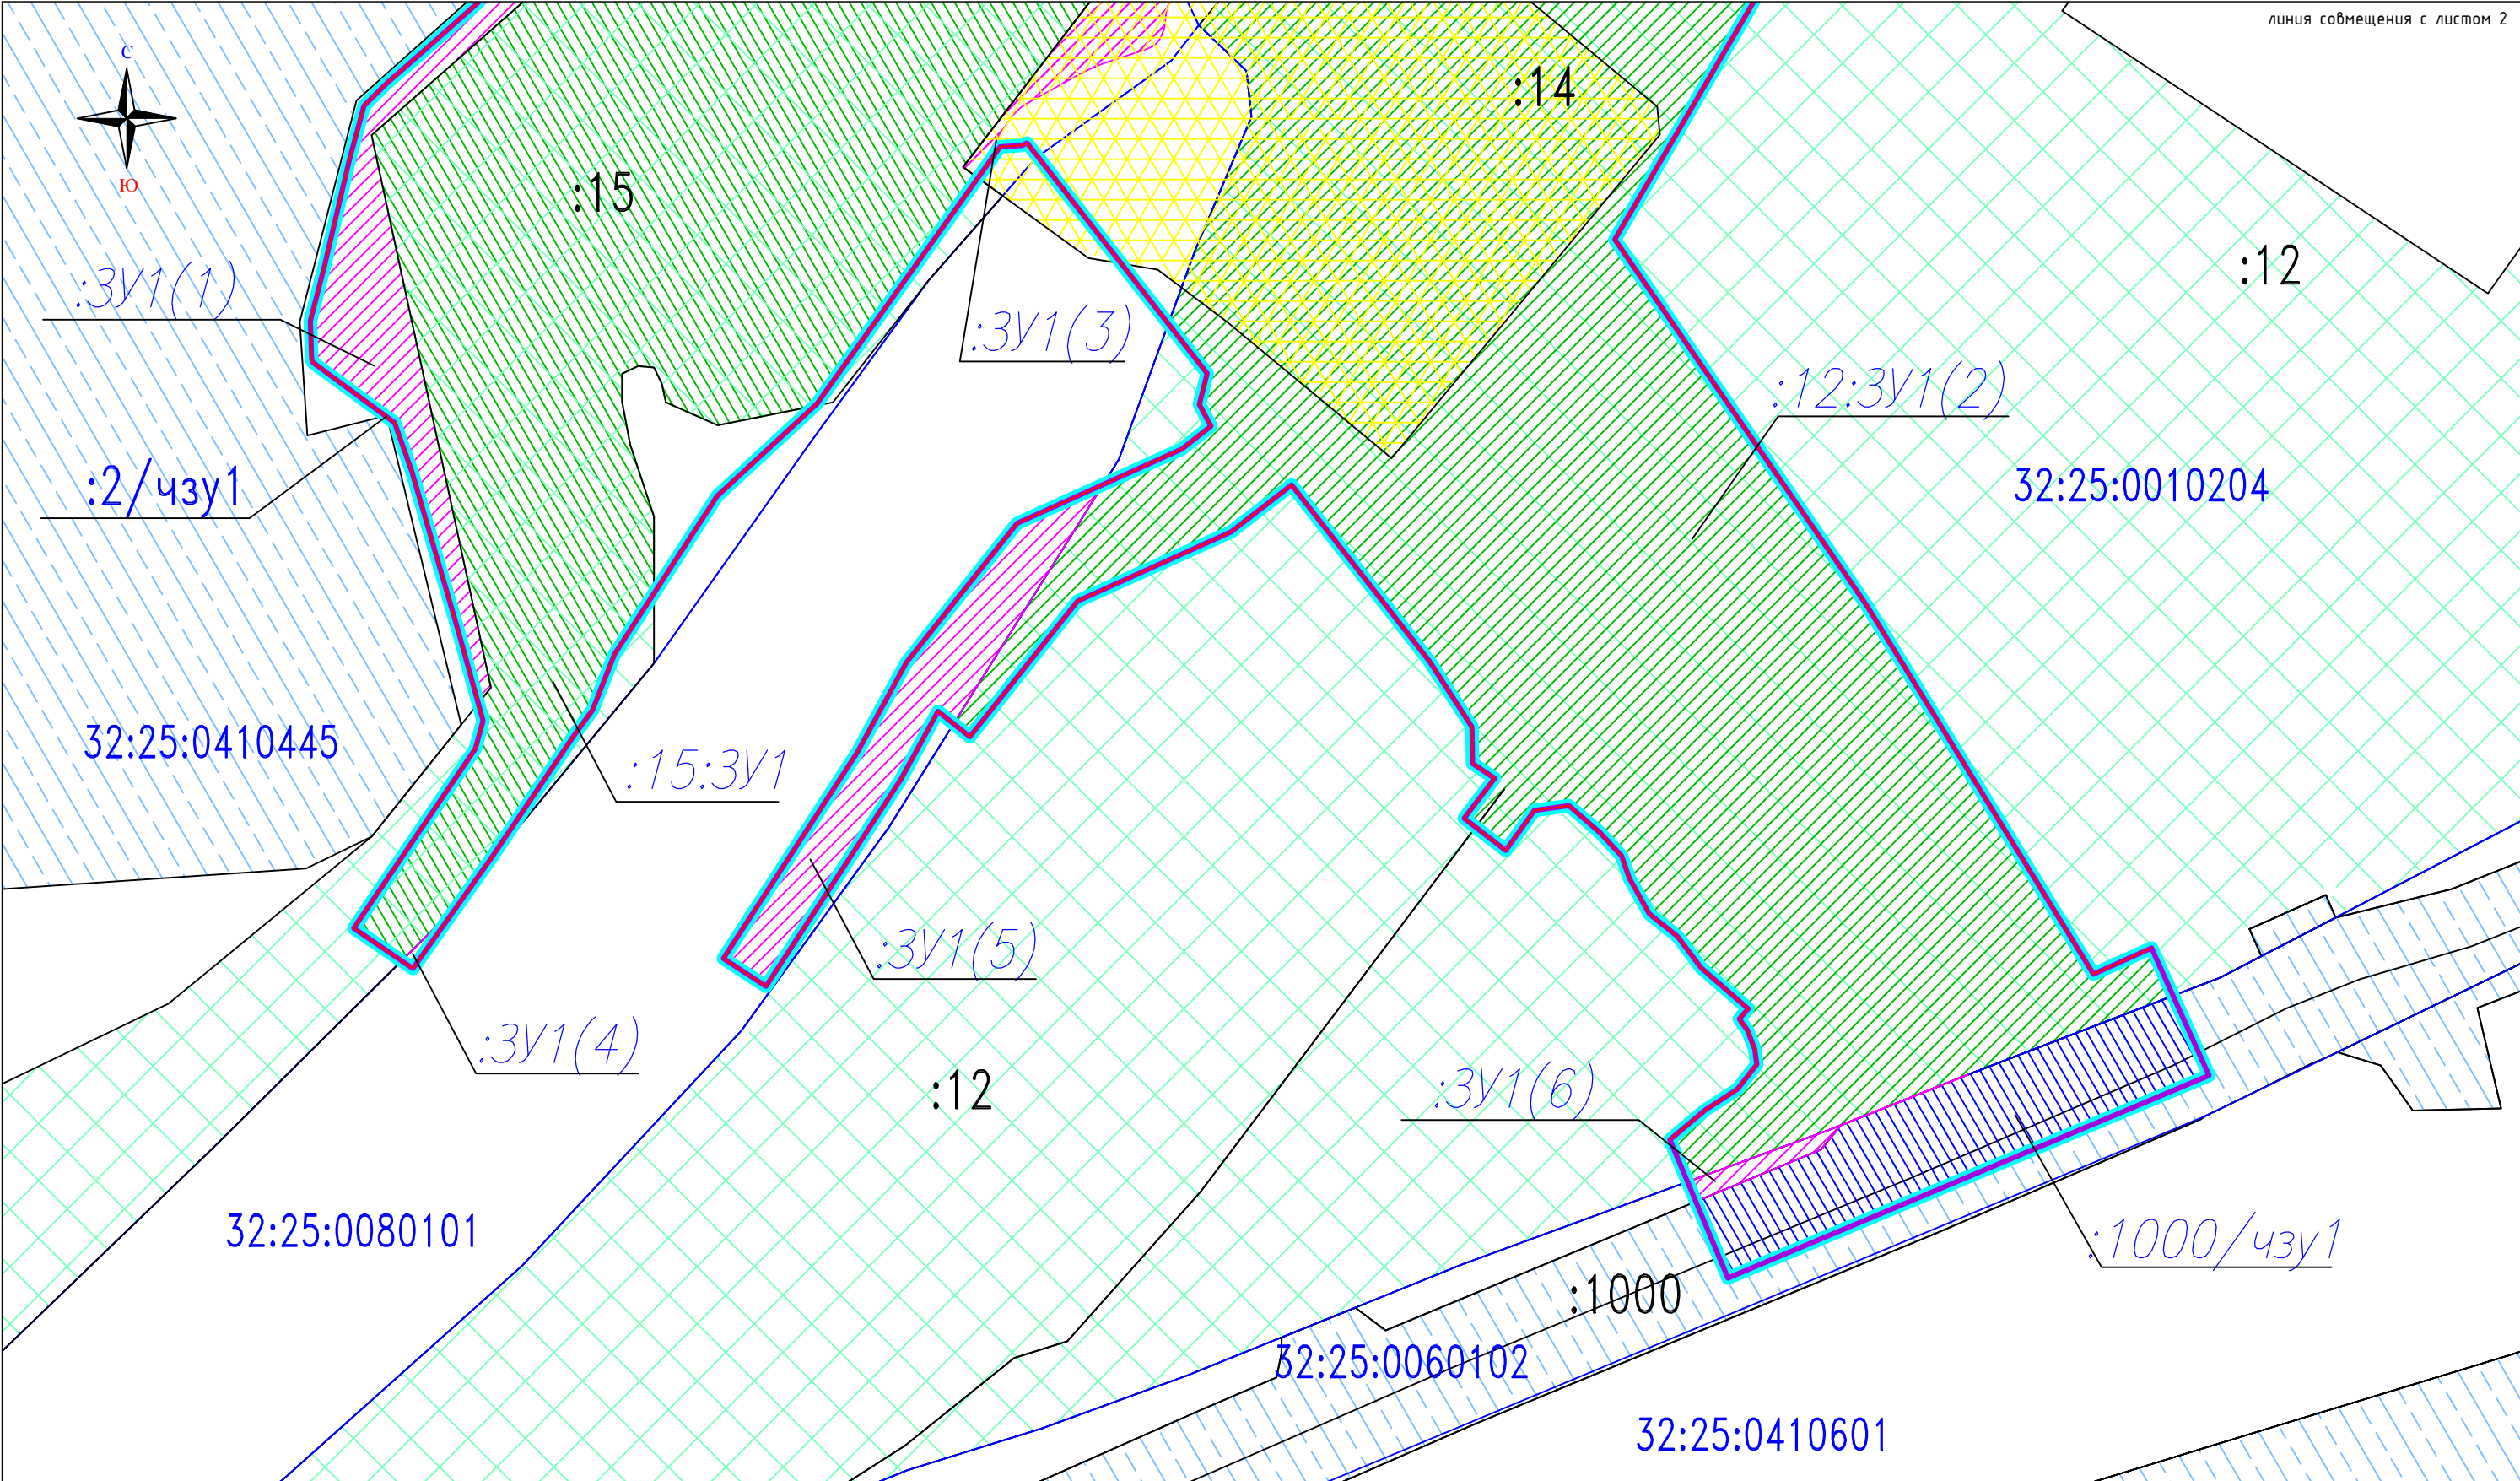 линия совмещения с листом 2
С
Ю
:14
:15
:12
:ЗУ1(1)
:ЗУ1(3)
:12:ЗУ1(2)
:2/чзу1
32:25:0010204
32:25:0410445
:15:ЗУ1
:ЗУ1(5)
:ЗУ1(4)
:12
:ЗУ1(6)
32:25:0080101
:1000/чзу1
:1000
32:25:0060102
32:25:0410601